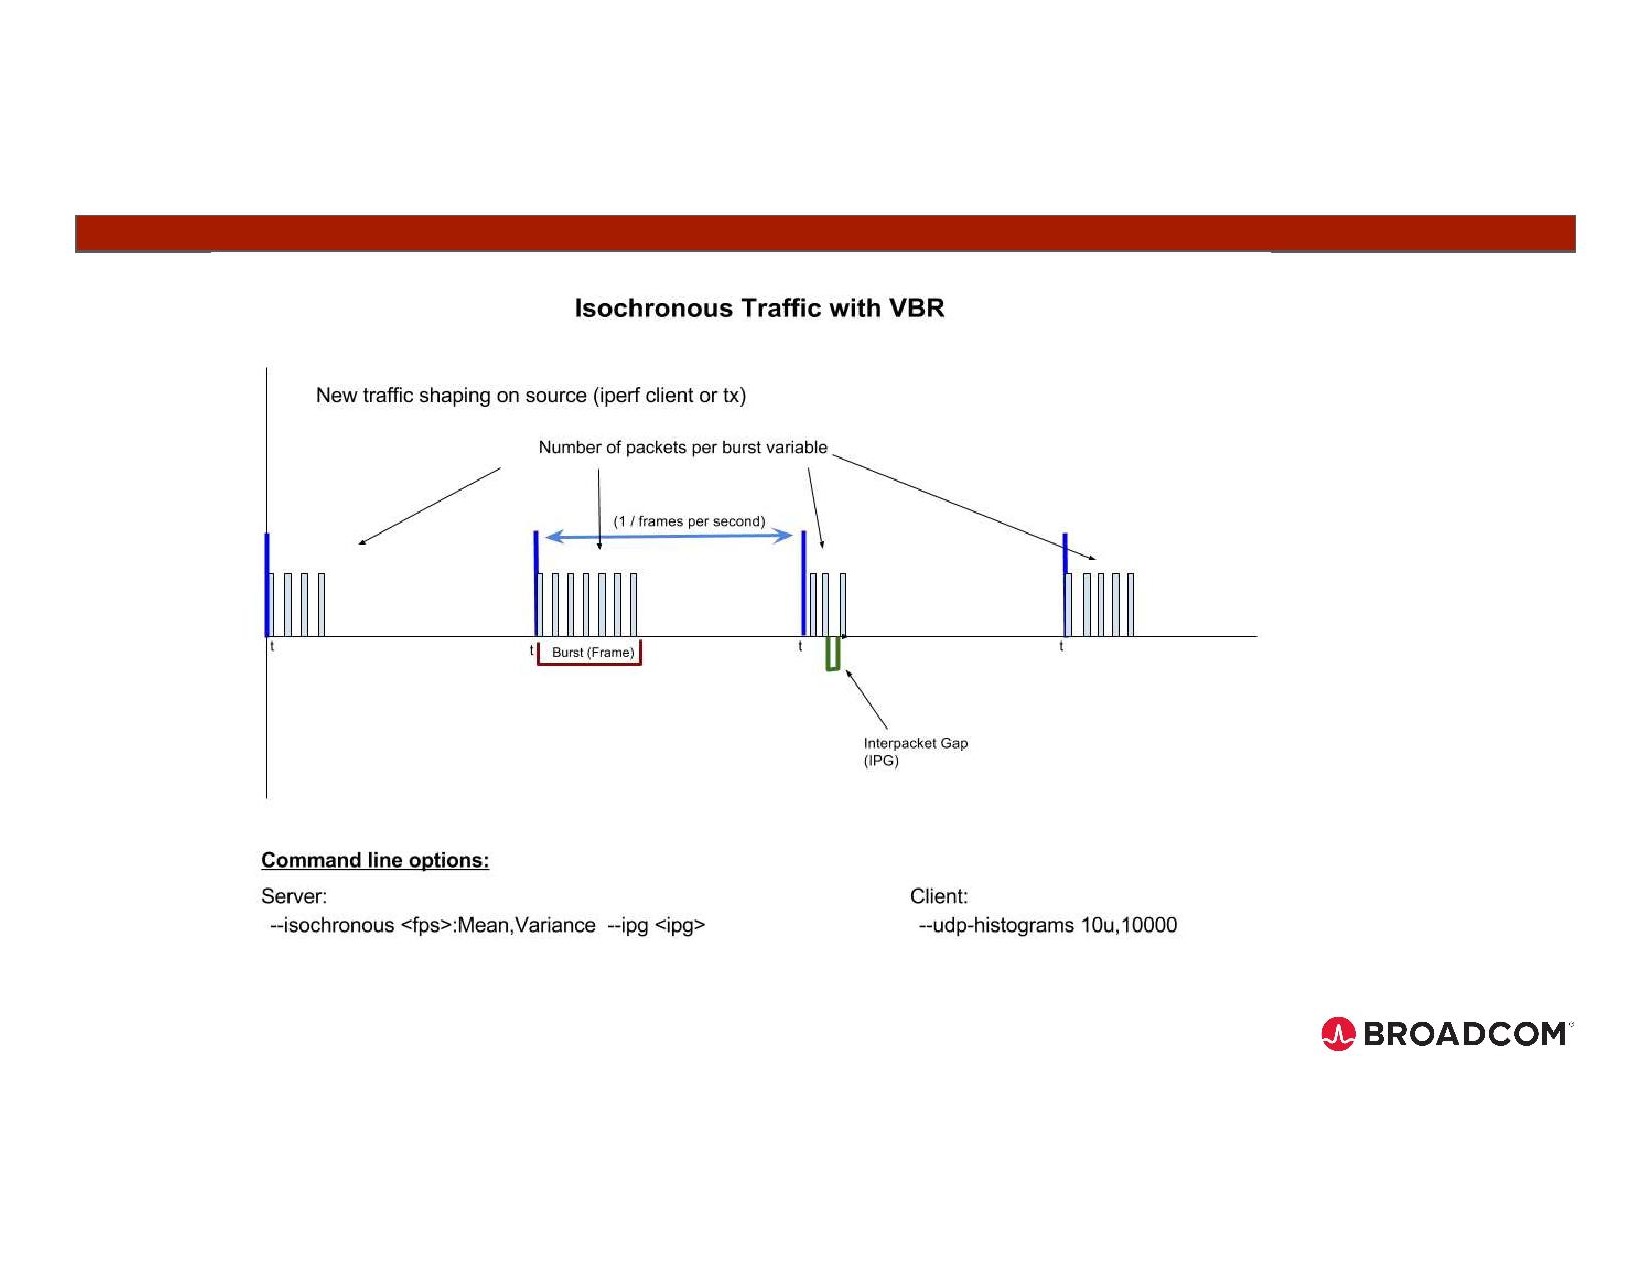 Isochronous Traffic with VBR
New traffic shaping on source (iperf client or tx)
Number of packets per burst variable
(1 / frames per second)
t
t
Burst (Frame)
t
t
Interpacket Gap
(IPG)
Command line options:
Server:
--isochronous <fps>:Mean,Variance --ipg <ipg>
Client:
--udp-histograms 10u,10000
BROADCOM®